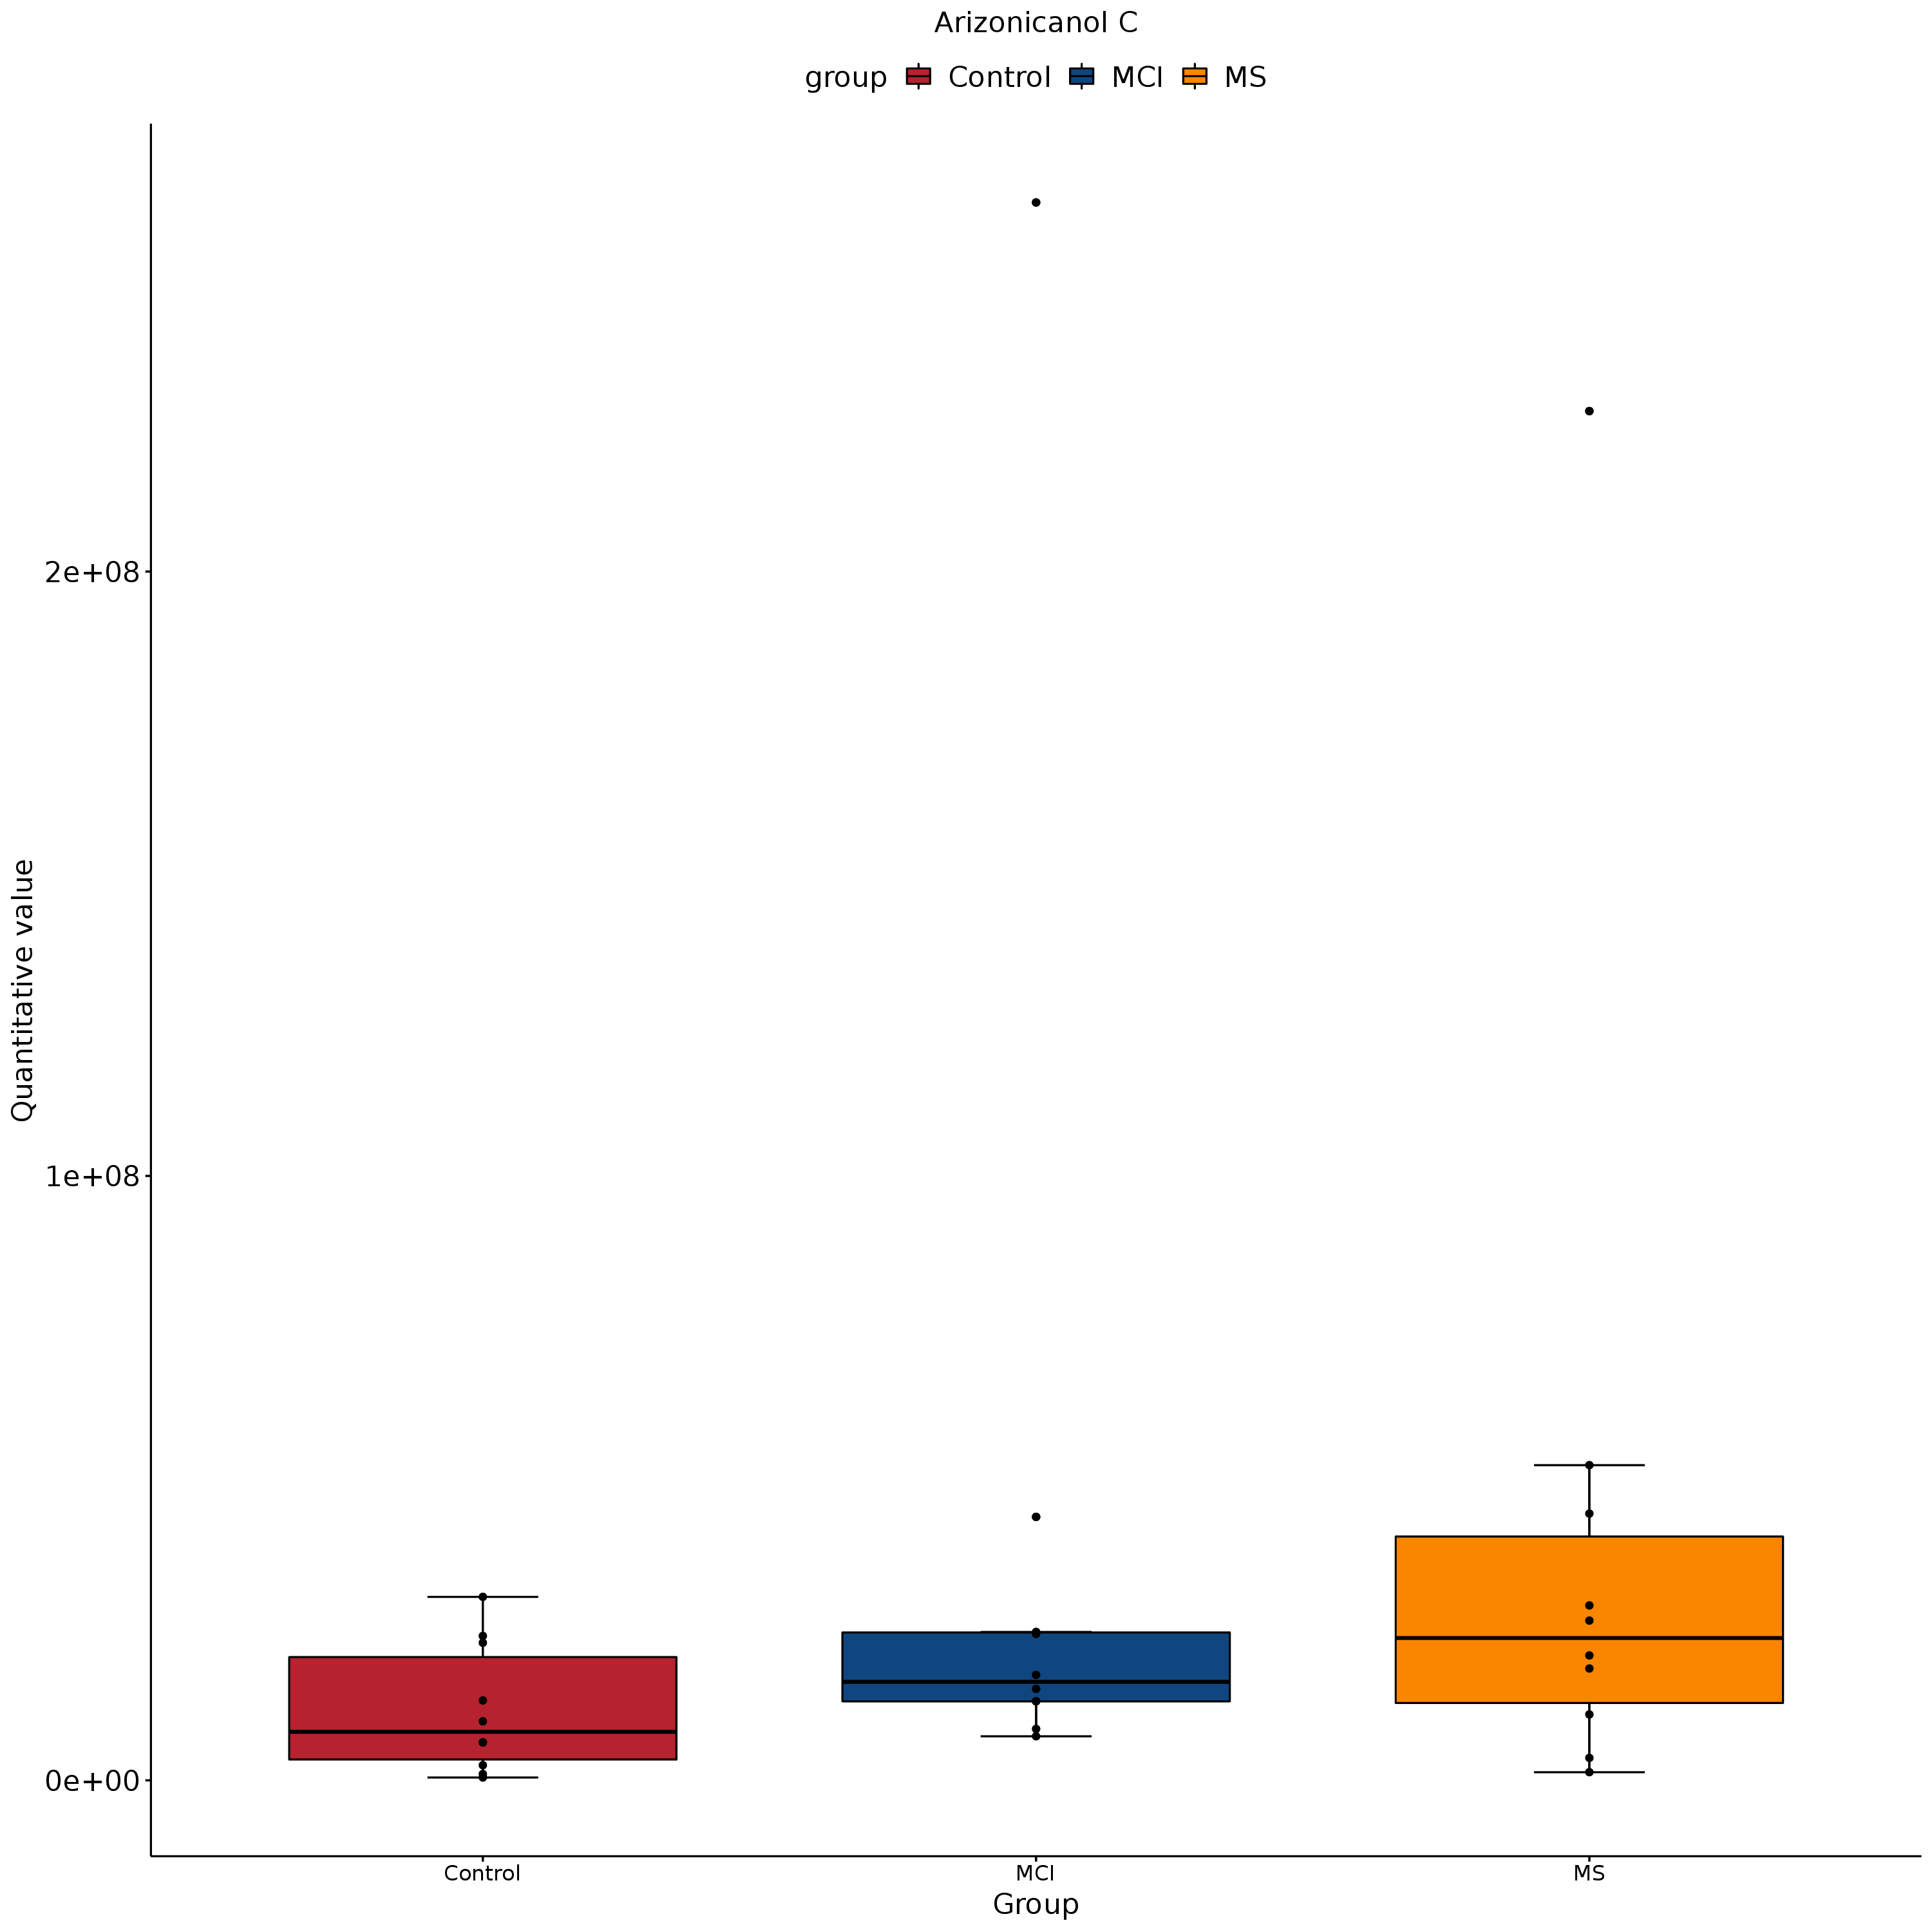 Arizonicanol C
group Control MCI MS
Quantitative value
2e+08
1e+08
0e+00
Control MCI MS
Group